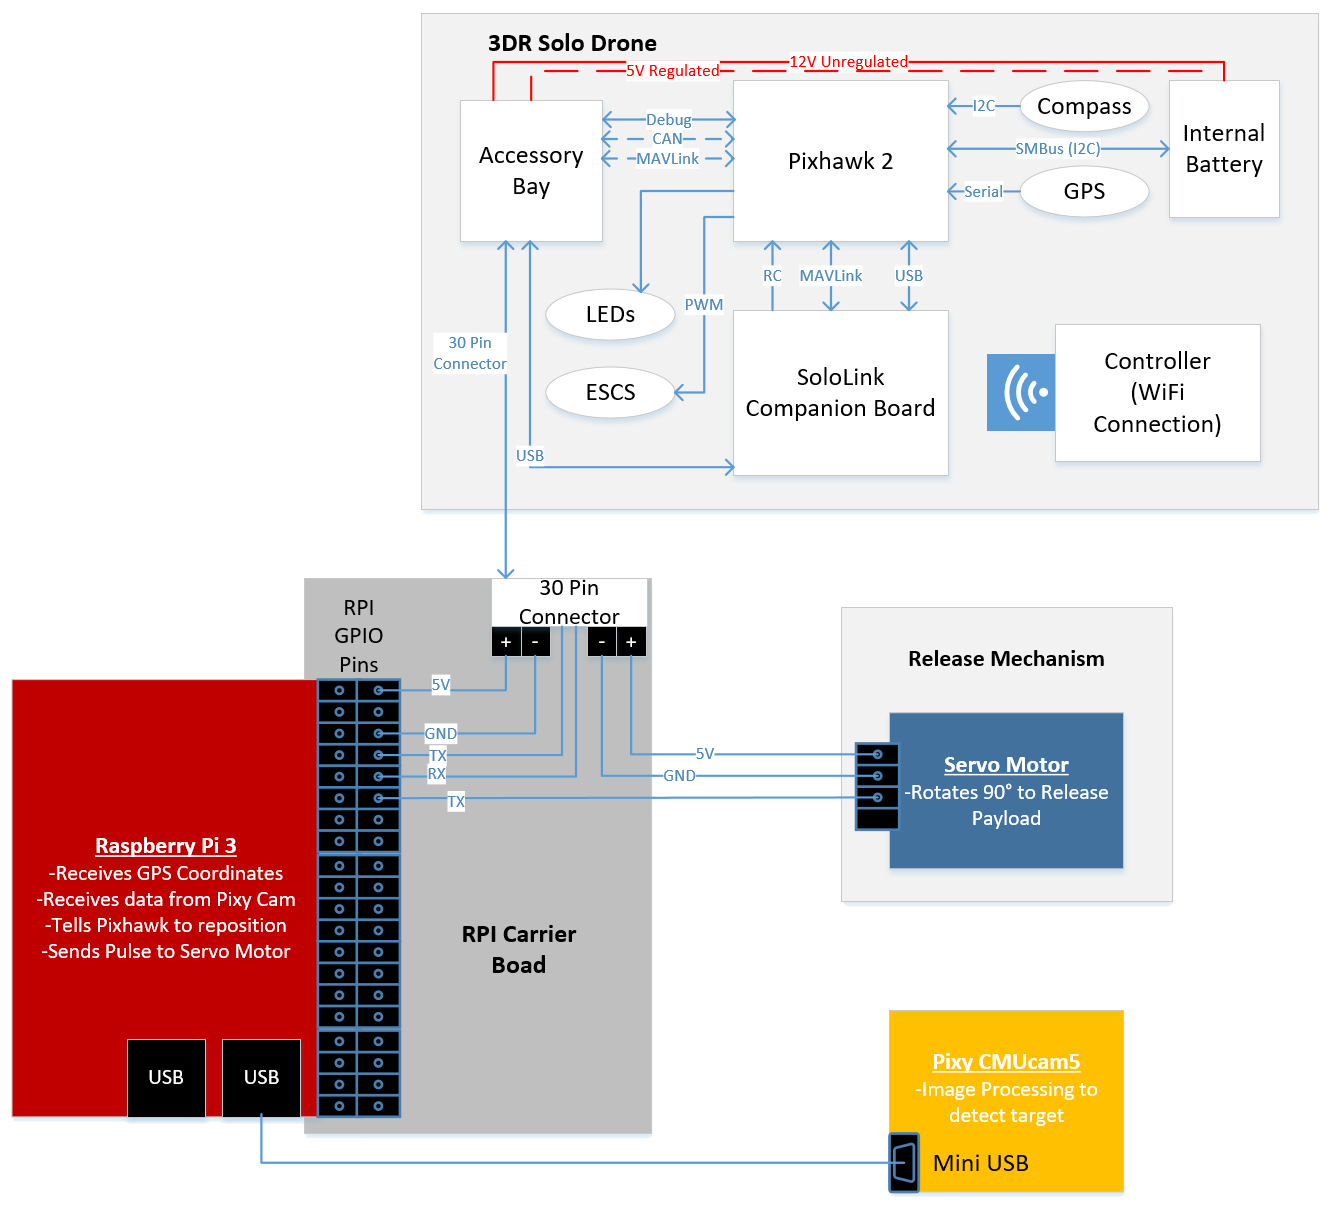 3DR Solo Drone
12V Unregulated
5V Regulated
Accessory
Bay
Debug
CAN
MAVLink
Pixhawk 2
I2C
Compass
SMBus (I2C)
Serial
GPS
Internal
Battery
RC
MAVLink
USB
LEDs
PWM
ESCS
30 Pin
Connector
USB
SoloLink
Companion Board
Controller
(WiFi
Connection)
30 Pin
Connector
+
-
-
+
RPI
GPIO
Pins
5V
GND
TX
RX
TX
5V
GND
Release Mechanism
Servo Motor
-Rotates 90° to Release
Payload
Raspberry Pi 3
-Receives GPS Coordinates
-Receives data from Pixy Cam
-Tells Pixhawk to reposition
-Sends Pulse to Servo Motor
USB
USB
RPI Carrier
Boad
Pixy CMUcam5
-Image Processing to
detect target
Mini USB